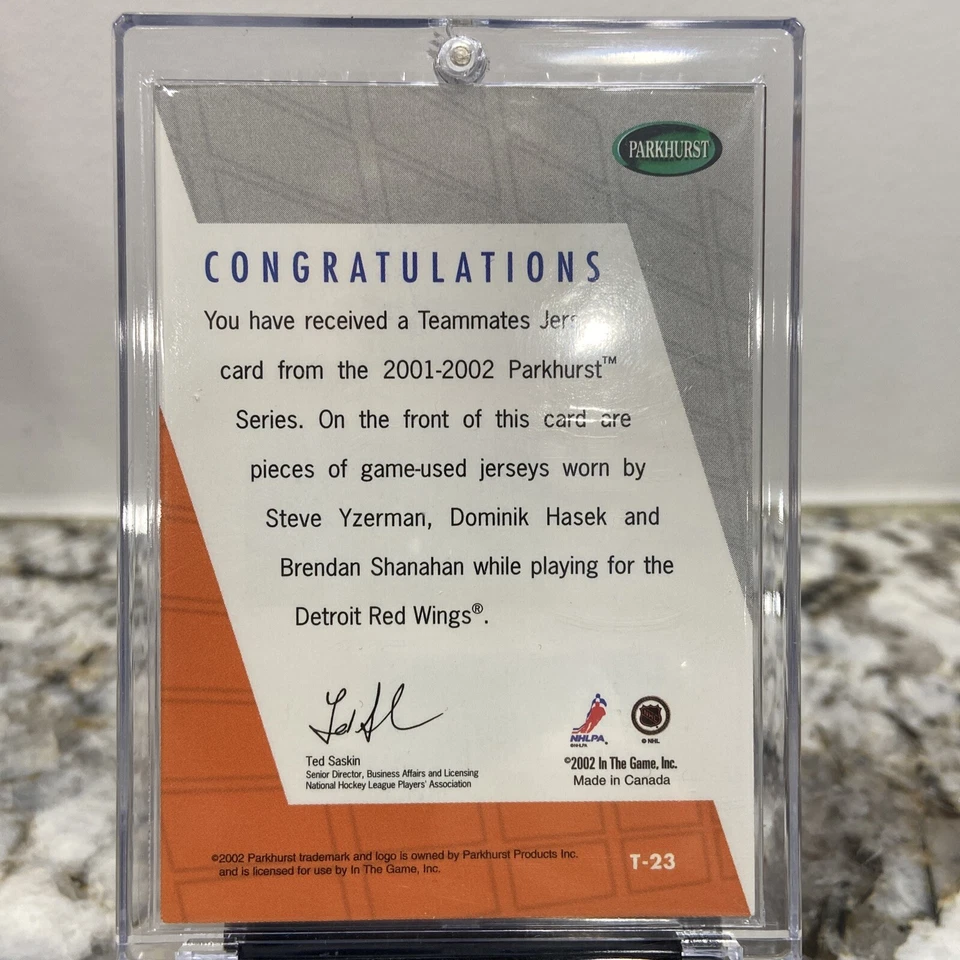 PARKHURST
CONGRATULATIONS
You have received a Teammates
card from the 2001-2002 Parkhurst™
Series. On the front of this card are
pieces of game-used jerseys worn by
Steve Yzerman, Dominik Hasek and
Brendan Shanahan while playing for the
Detroit Red Wings®.
Ted Saskin
Senior Director, Business Affairs and Licensing
National Hockey League Players' Association
NHLPA
© NHL
©2002 In The Game, Inc.
Made in Canada
©2002 Parkhurst trademark and logo is owned by Parkhurst Products Inc.
and is licensed for use by In The Game, Inc.
T-23